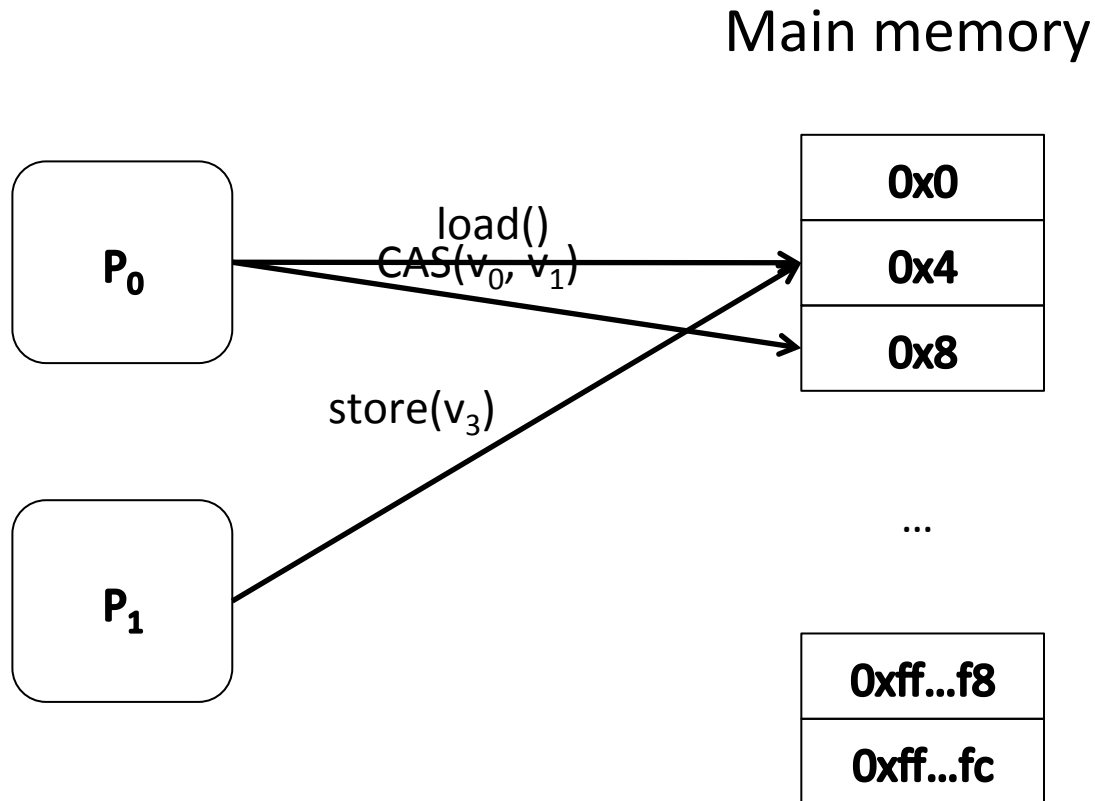 Main memory
0x0
load()
P₀
CAS(v₀, v₁)
0x4
0x8
store(v₃)
...
P₁
0xff...f8
0xff...fc